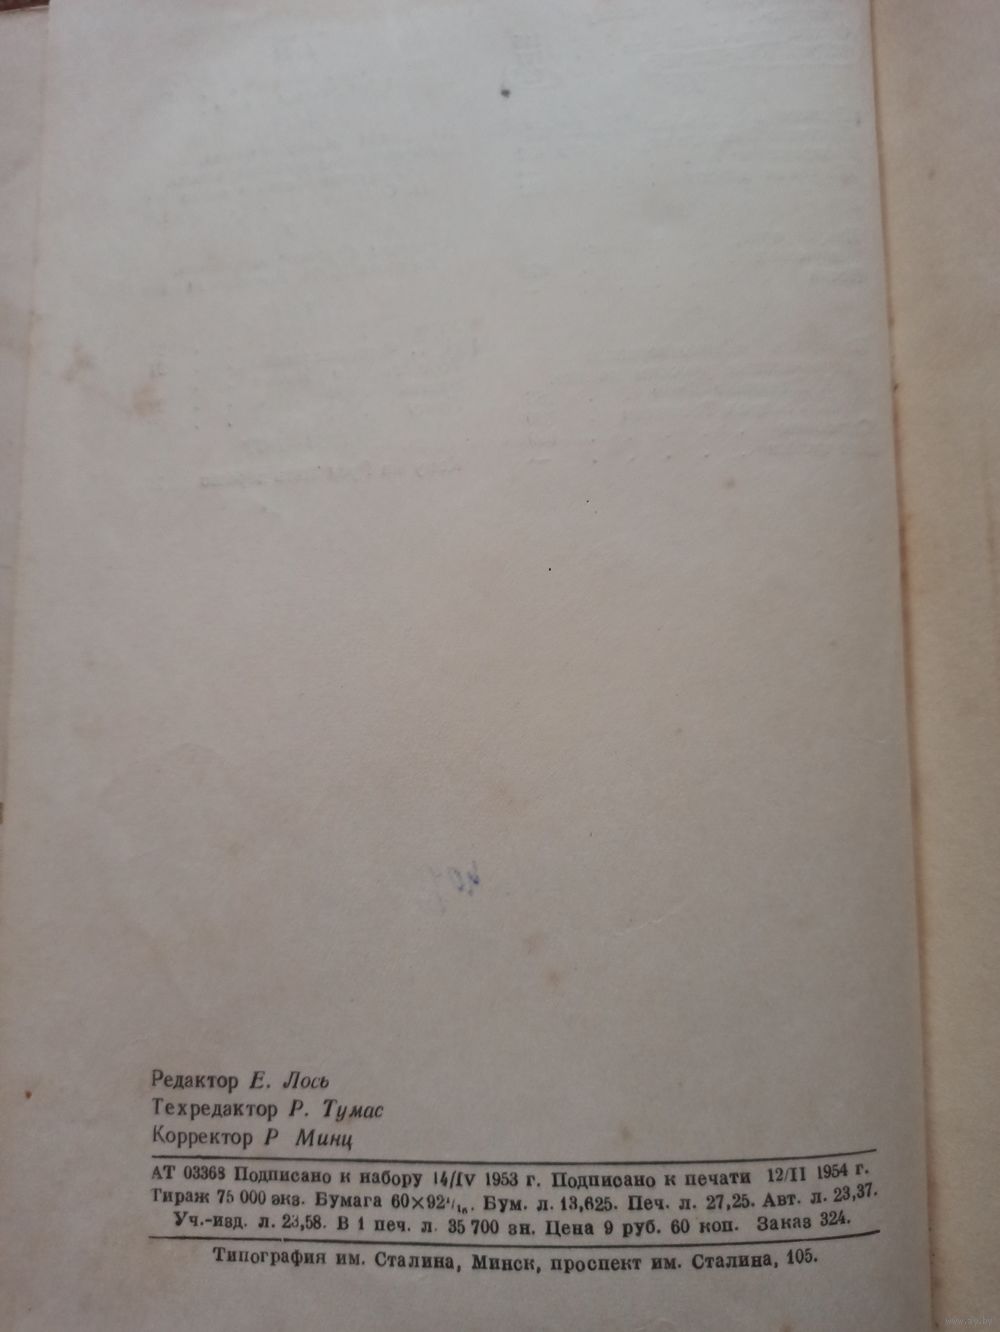 Редактор Е. Лось
Техредактор Р. Тумас
Корректор Р Минц
АТ 03368 Подписано к набору 14/IV 1953 г. Подписано к печати 12/II 1954 г.
Тираж 75 000 экз. Бумага 60×92¹/₁₆. Бум. л. 13,625. Печ. л. 27,25. Авт. л. 23,37.
Уч.-изд. л. 23,58. В 1 печ. л. 35 700 зн. Цена 9 руб. 60 коп. Заказ 324.
Типография им. Сталина, Минск, проспект им. Сталина, 105.
www.ay.by